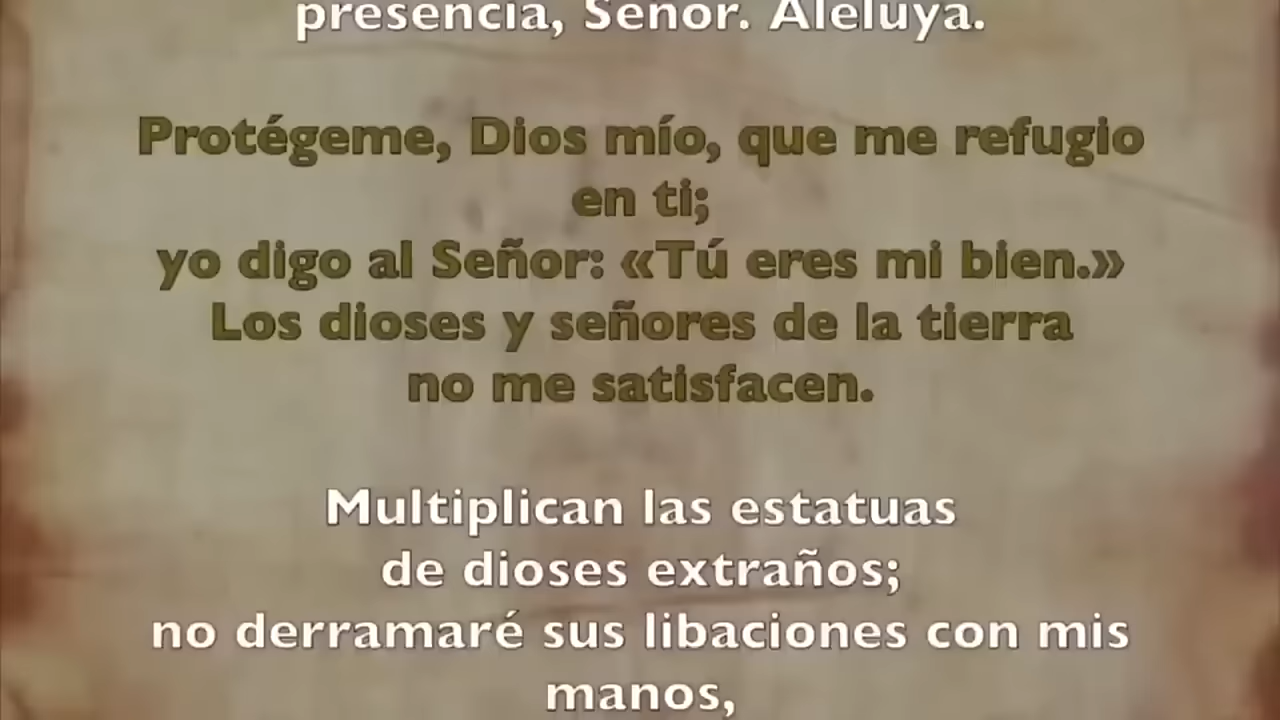 presencia, Señor. Aleluya.
Protégeme, Dios mío, que me refugio
en ti;
yo digo al Señor: «Tú eres mi bien.»
Los dioses y señores de la tierra
no me satisfacen.
Multiplican las estatuas
de dioses extraños;
no derramaré sus libaciones con mis
manos,